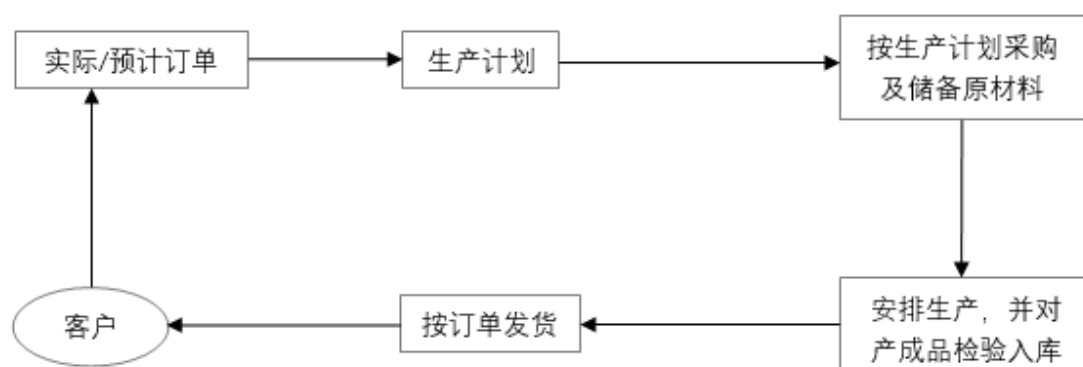 实际/预计订单
生产计划
按生产计划采购
及储备原材料
客户
按订单发货
安排生产，并对
产成品检验入库